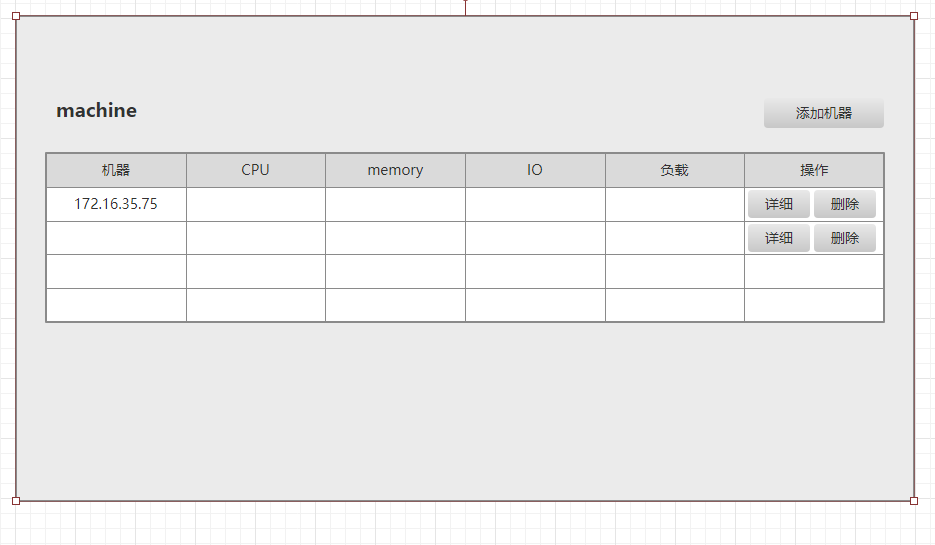 machine
添加机器
机器 CPU memory IO 负载 操作
172.16.35.75 详细 删除
详细 删除